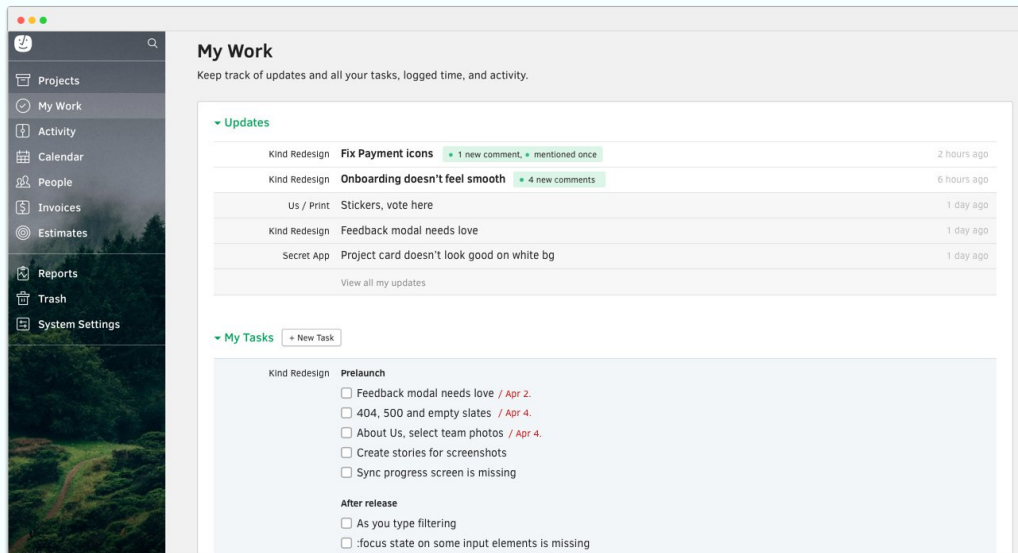 Projects
My Work
Activity
Calendar
People
Invoices
Estimates
Reports
Trash
System Settings
My Work
Keep track of updates and all your tasks, logged time, and activity.
Updates
Kind Redesign Fix Payment icons • 1 new comment, • mentioned once 2 hours ago
Kind Redesign Onboarding doesn't feel smooth • 4 new comments 6 hours ago
Us / Print Stickers, vote here 1 day ago
Kind Redesign Feedback modal needs love 1 day ago
Secret App Project card doesn't look good on white bg 1 day ago
View all my updates
My Tasks + New Task
Kind Redesign Prelaunch
Feedback modal needs love / Apr 2.
404, 500 and empty slates / Apr 4.
About Us, select team photos / Apr 4.
Create stories for screenshots
Sync progress screen is missing
After release
As you type filtering
:focus state on some input elements is missing